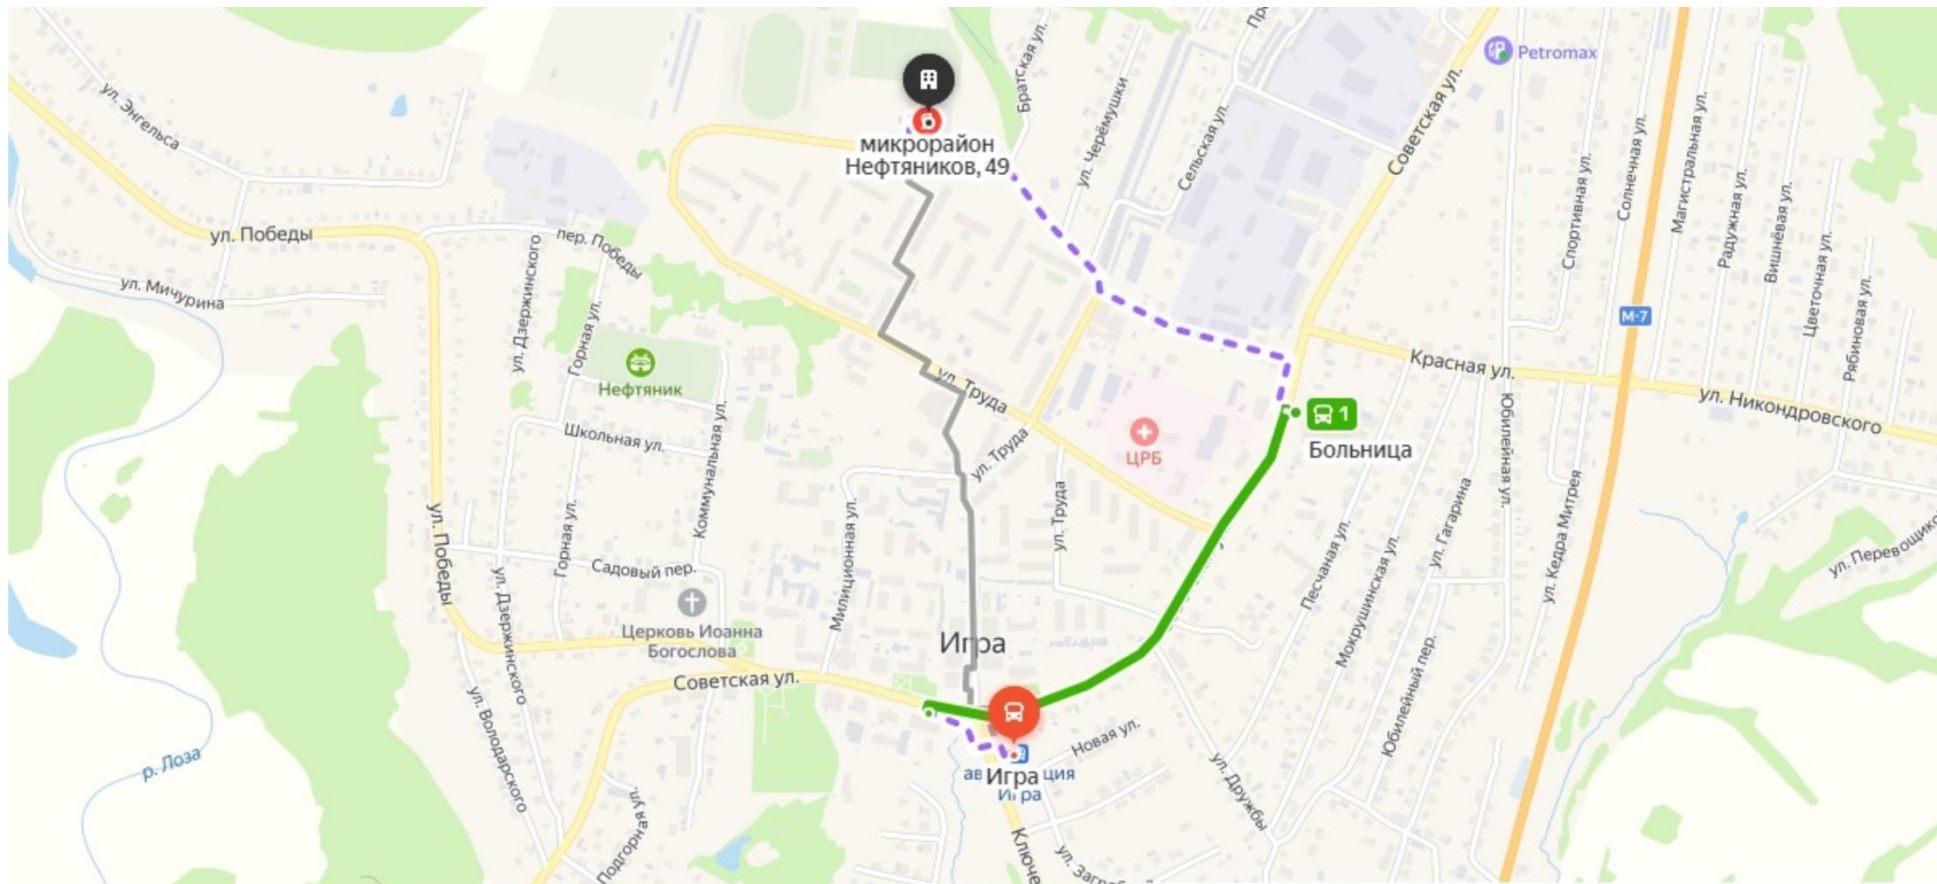 Petromax
Братская ул.
ул. Черёмушки
Сельская ул.
Советская ул.
ул. Энгельса
микрорайон
Нефтяников, 49
Спортивная ул.
Солнечная ул.
Магистральная ул.
Радужная ул.
Вишнёвая ул.
Цветочная ул.
Рябиновая ул.
ул. Победы
пер. Победы
ул. Мичурина
ул. Дзержинского
Горная ул.
М-7
Нефтяник
ул. Труда
Красная ул.
ул. Никондровского
1
Больница
ЦРБ
Школьная ул.
Коммунальная ул.
ул. Труда
ул. Труда
Юбилейная ул.
ул. Победы
Горная ул.
Милиционная ул.
Песчаная ул.
Мокрушинская ул.
ул. Гагарина
ул. Кедра Митрея
Садовый пер.
ул. Дзержинского
Церковь Иоанна
Богослова
Игра
Юбилейный пер.
Советская ул.
ул. Володарского
р. Лоза
Новая ул.
ул. Дружбы
Игра
Игра
Подгорная ул.